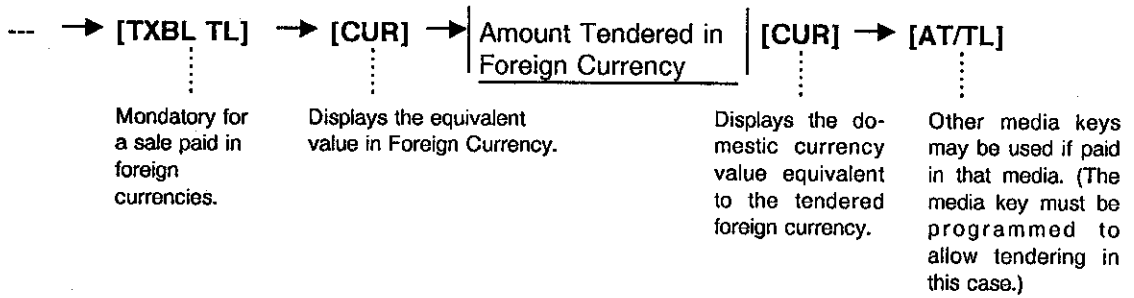 --- → [TXBL TL] → [CUR] → Amount Tendered in Foreign Currency [CUR] → [AT/TL]
Mondatory for
a sale paid in
foreign
currencies.
Displays the equivalent
value in Foreign Currency.
Displays the do-
mestic currency
value equivalent
to the tendered
foreign currency.
Other media keys
may be used if paid
in that media. (The
media key must be
programmed to
allow tendering in
this case.)